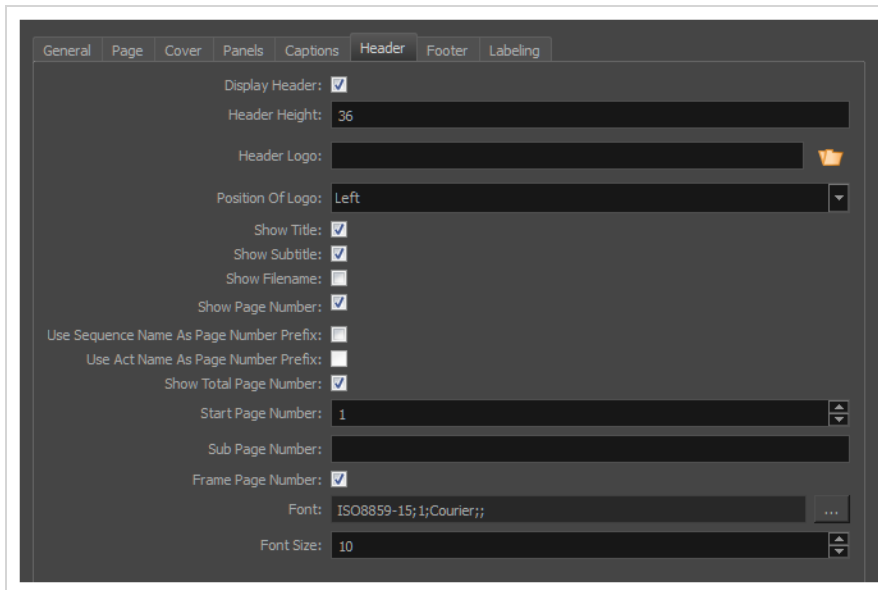 General Page Cover Panels Captions Header Footer Labeling
Display Header:
Header Height: 36
Header Logo:
Position Of Logo: Left
Show Title:
Show Subtitle:
Show Filename:
Show Page Number:
Use Sequence Name As Page Number Prefix:
Use Act Name As Page Number Prefix:
Show Total Page Number:
Start Page Number: 1
Sub Page Number:
Frame Page Number:
Font: ISO8859-15;1;Courier;; ...
Font Size: 10